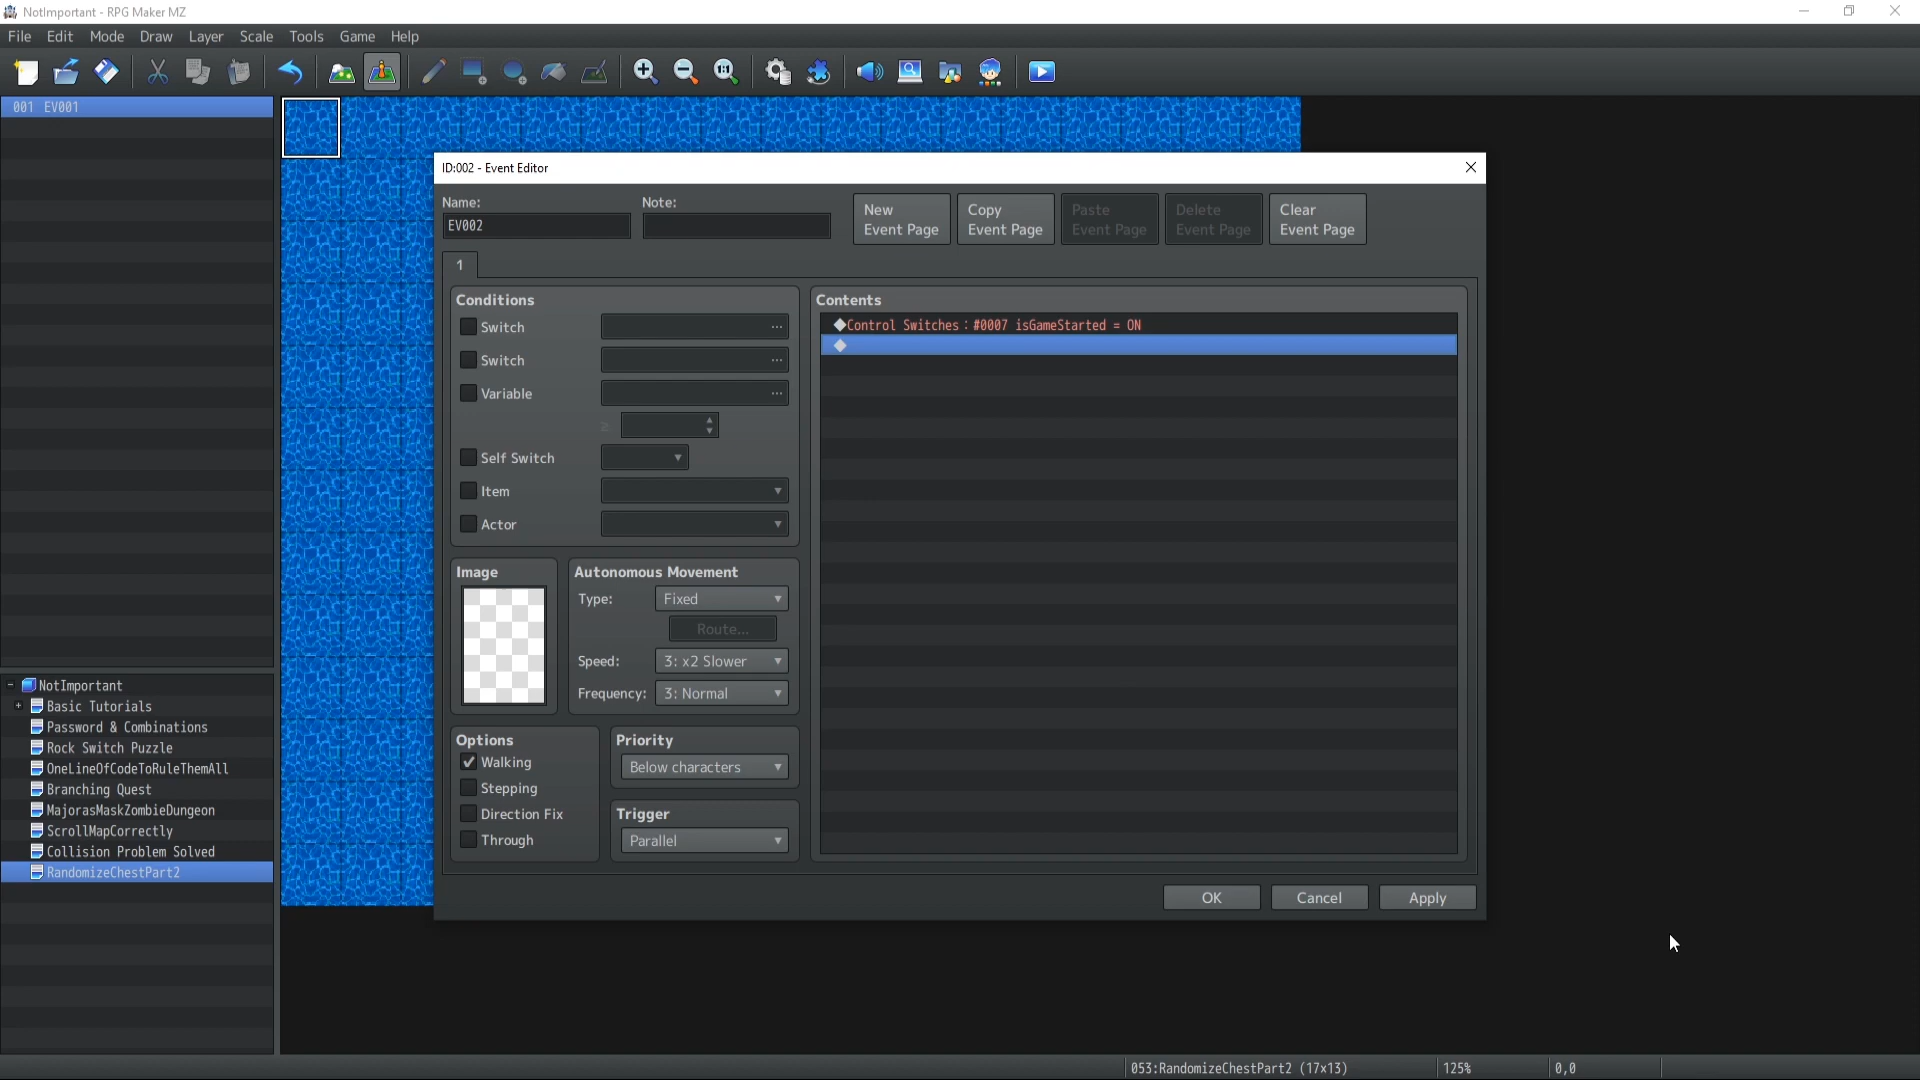 NotImportant - RPG Maker MZ
File Edit Mode Draw Layer Scale Tools Game Help
1:1
001 EV001
ID:002 - Event Editor
Name:
Note:
EV002
New
Event Page
Copy
Event Page
Paste
Event Page
Delete
Event Page
Clear
Event Page
1
Conditions
Switch ...
Switch ...
Variable ...
≥
Self Switch
Item
Actor
Contents
◆Control Switches：#0007 isGameStarted = ON
◆
Image
Autonomous Movement
Type: Fixed
Route...
Speed: 3: x2 Slower
Frequency: 3: Normal
Options
Walking
Stepping
Direction Fix
Through
Priority
Below characters
Trigger
Parallel
OK Cancel Apply
NotImportant
Basic Tutorials
Password & Combinations
Rock Switch Puzzle
OneLineOfCodeToRuleThemAll
Branching Quest
MajorasMaskZombieDungeon
ScrollMapCorrectly
Collision Problem Solved
RandomizeChestPart2
053:RandomizeChestPart2 (17x13) 125% 0,0